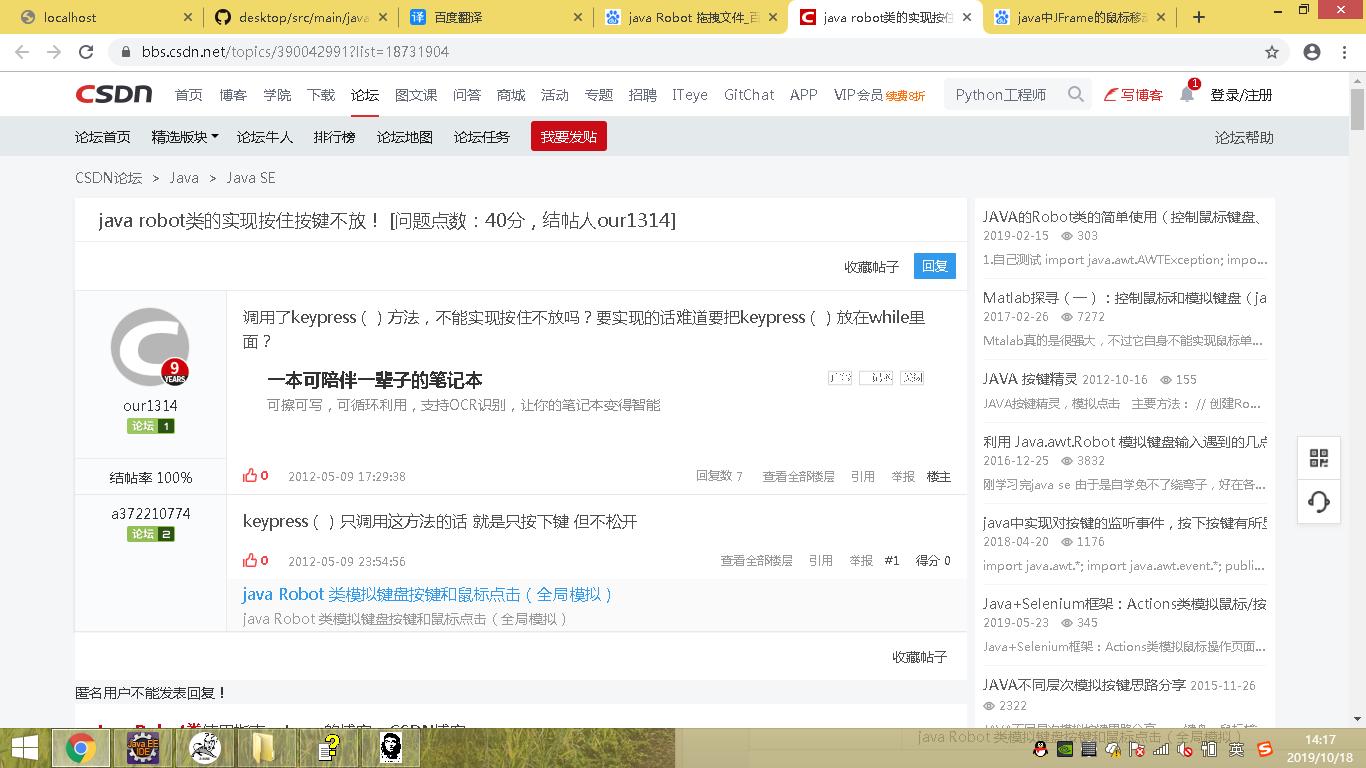 localhost
desktop/src/main/java
百度翻译
java Robot 拖拽文件_百
java robot类的实现按住
java中JFrame的鼠标移动
bbs.csdn.net/topics/390042991?list=18731904
CSDN 首页 博客 学院 下载 论坛 图文课 问答 商城 活动 专题 招聘 ITeye GitChat APP VIP会员 续费8折 Python工程师 写博客 1 登录/注册
论坛首页 精选版块 论坛牛人 排行榜 论坛地图 论坛任务 我要发贴 论坛帮助
CSDN论坛 > Java > Java SE
java robot类的实现按住按键不放！ [问题点数：40分，结帖人our1314]
收藏帖子 回复
9
YEARS
our1314
论坛 1
结帖率 100%
调用了keypress（）方法，不能实现按住不放吗？要实现的话难道要把keypress（）放在while里
面？
一本可陪伴一辈子的笔记本
可擦可写，可循环利用，支持OCR识别，让你的笔记本变得智能
0 2012-05-09 17:29:38 回复数 7 查看全部楼层 引用 举报 楼主
a372210774
论坛 2
keypress（）只调用这方法的话 就是只按下键 但不松开
0 2012-05-09 23:54:56 查看全部楼层 引用 举报 #1 得分 0
java Robot 类模拟键盘按键和鼠标点击（全局模拟）
java Robot 类模拟键盘按键和鼠标点击（全局模拟）
收藏帖子
匿名用户不能发表回复！
JAVA的Robot类的简单使用（控制鼠标键盘、
2019-02-15 303
1.自己测试 import java.awt.AWTException; impo...
Matlab探寻（一）：控制鼠标和模拟键盘（ja
2017-02-26 7272
Mtalab真的是很强大，不过它自身不能实现鼠标单...
JAVA 按键精灵 2012-10-16 155
JAVA按键精灵，模拟点击 主要方法： // 创建Ro...
利用 Java.awt.Robot 模拟键盘输入遇到的几点
2016-12-25 3832
刚学习完java se 由于是自学免不了绕弯子，好在各...
java中实现对按键的监听事件，按下按键有所显
2018-04-20 1176
import java.awt.*; import java.awt.event.*; publi...
Java+Selenium框架：Actions类模拟鼠标/按
2019-05-23 345
Java+Selenium框架：Actions类模拟鼠标操作页面...
JAVA不同层次模拟按键思路分享 2015-11-26
2322
java Robot 类模拟键盘按键和鼠标点击（全局模拟）
Java EE
IDE
英
14:17
2019/10/18